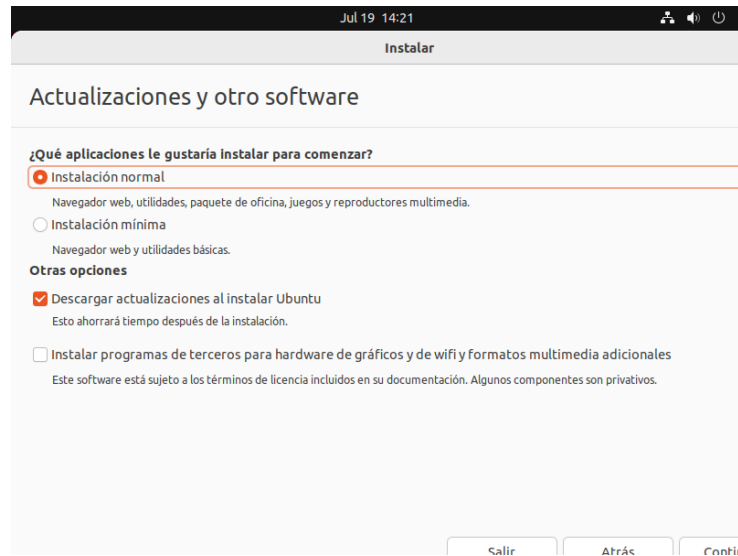 Jul 19 14:21
Instalar
Actualizaciones y otro software
¿Qué aplicaciones le gustaría instalar para comenzar?
Instalación normal
Navegador web, utilidades, paquete de oficina, juegos y reproductores multimedia.
Instalación mínima
Navegador web y utilidades básicas.
Otras opciones
Descargar actualizaciones al instalar Ubuntu
Esto ahorrará tiempo después de la instalación.
Instalar programas de terceros para hardware de gráficos y de wifi y formatos multimedia adicionales
Este software está sujeto a los términos de licencia incluidos en su documentación. Algunos componentes son privativos.
Salir Atrás